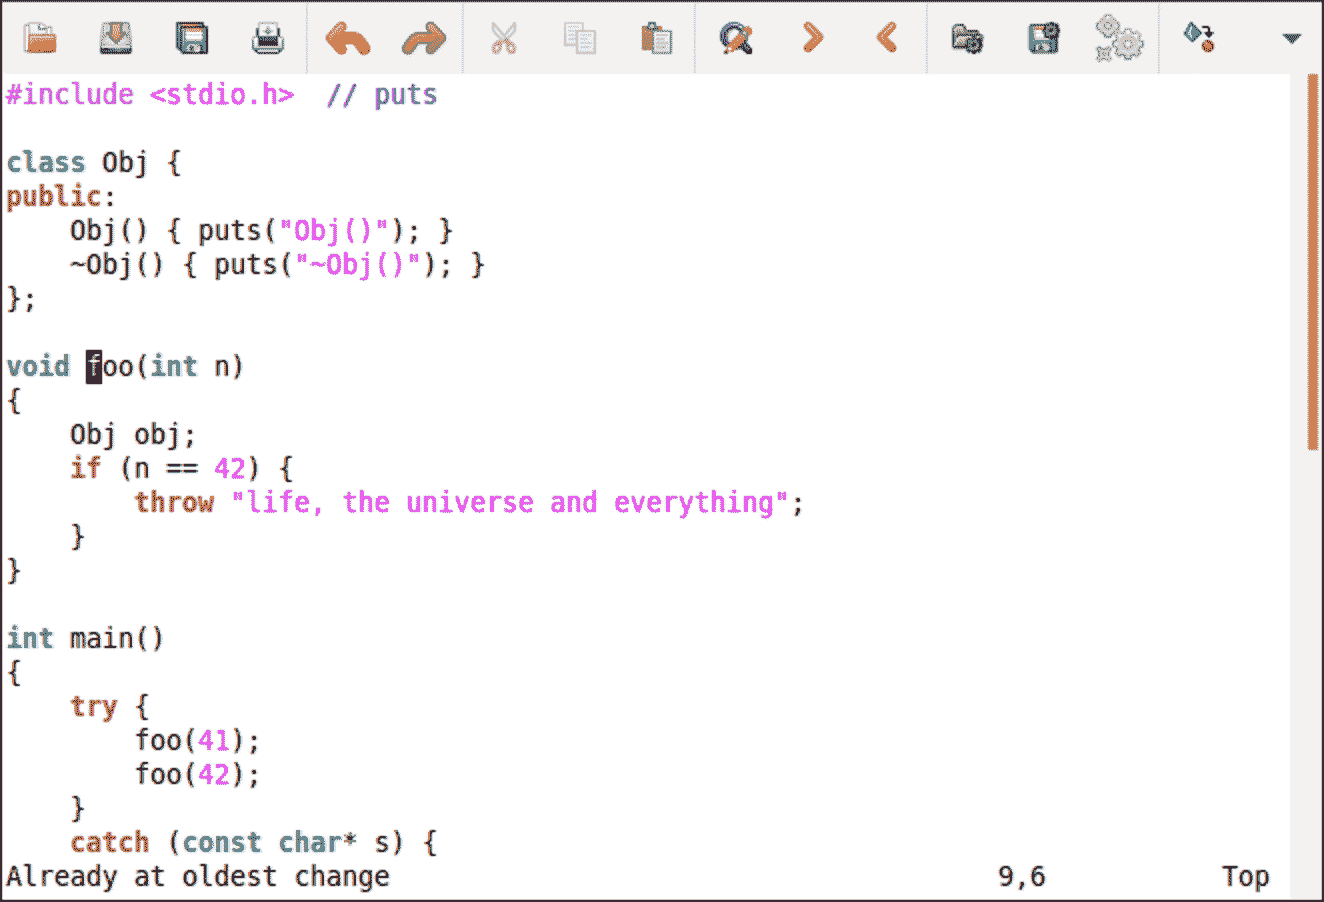 #include <stdio.h>  // puts

class Obj {
public:
    Obj() { puts("Obj()"); }
    ~Obj() { puts("~Obj()"); }
};

void foo(int n)
{
    Obj obj;
    if (n == 42) {
        throw "life, the universe and everything";
    }
}

int main()
{
    try {
        foo(41);
        foo(42);
    }
    catch (const char* s) {
Already at oldest change 9,6 Top